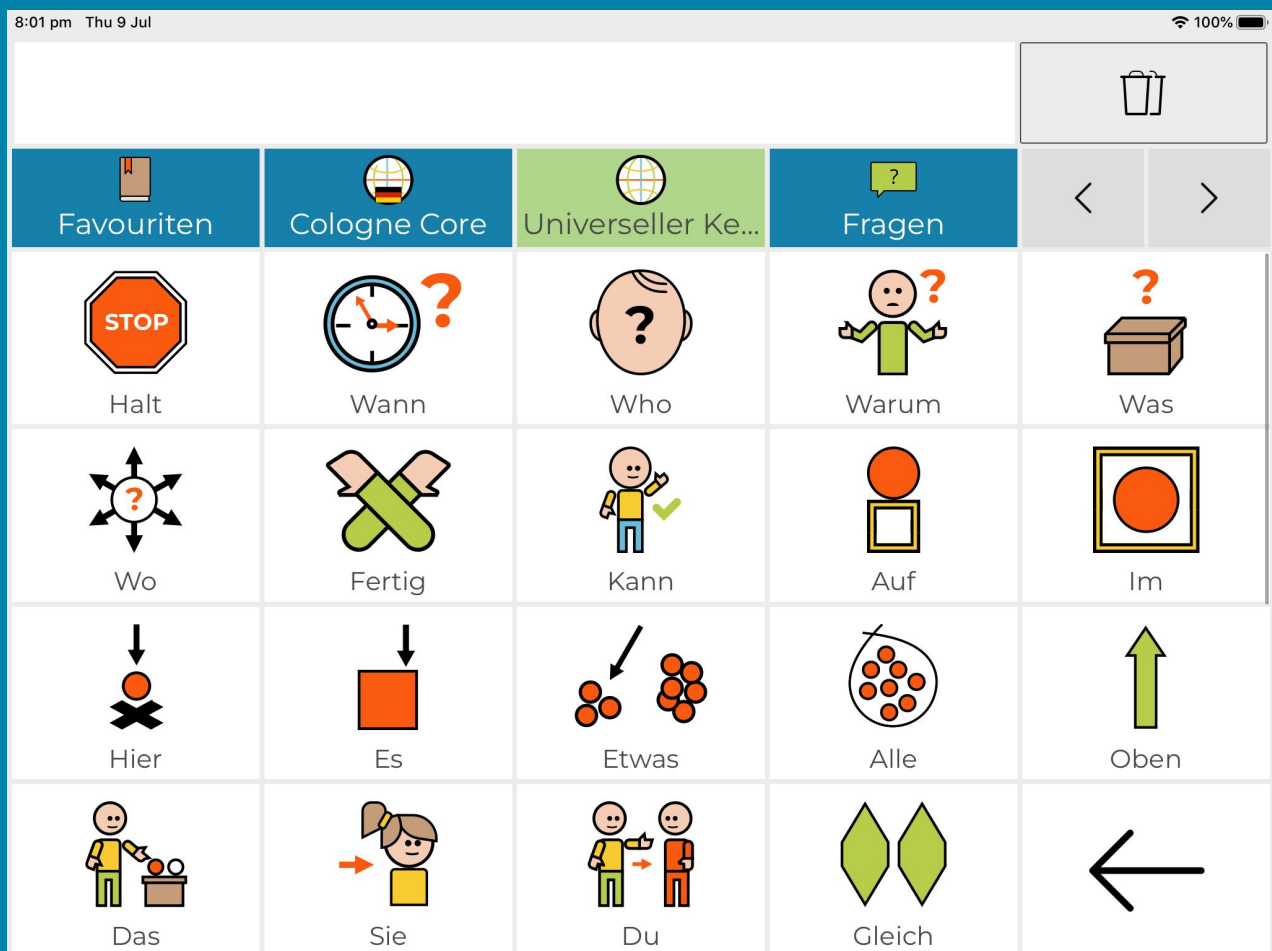 8:01 pm Thu 9 Jul 100%
Favouriten Cologne Core Universeller Ke... Fragen
STOP
Halt Wann Who Warum Was
Wo Fertig Kann Auf Im
Hier Es Etwas Alle Oben
Das Sie Du Gleich